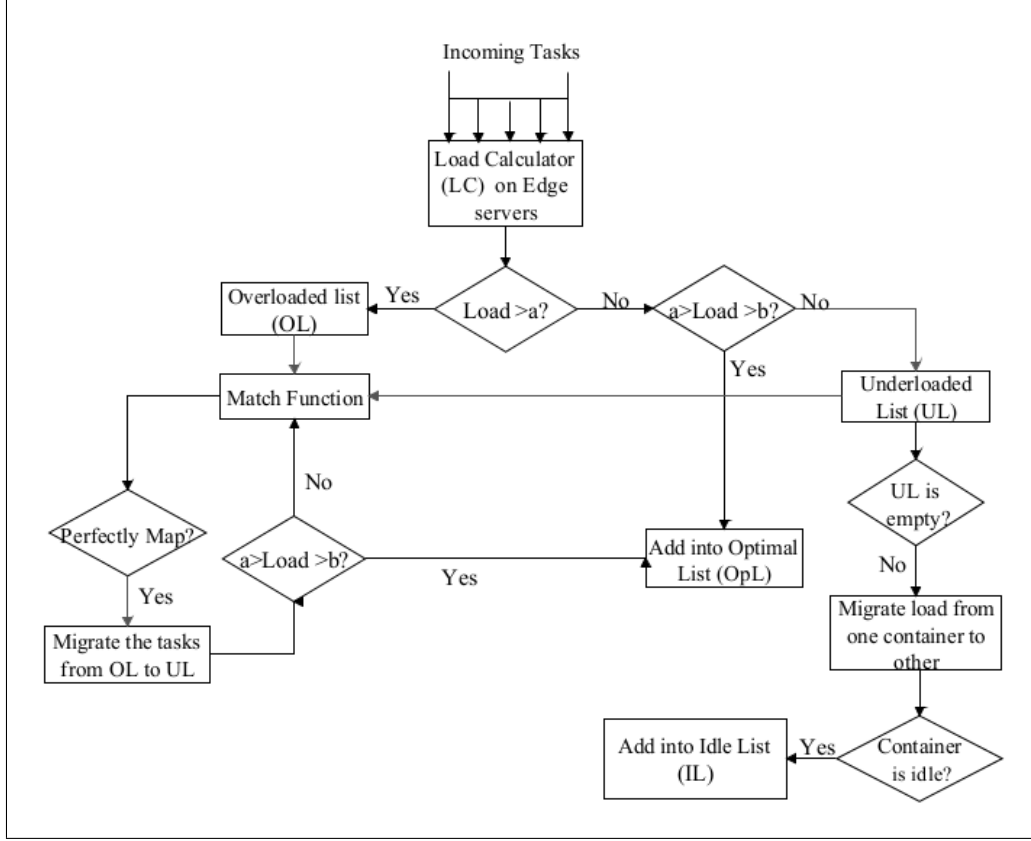 Incoming Tasks
Load Calculator
(LC) on Edge
servers
Overloaded list
(OL)
Yes
Load >a?
No
a>Load >b?
No
Yes
Match Function
Underloaded
List (UL)
No
UL is
empty?
Perfectly Map?
a>Load >b?
Yes
Add into Optimal
List (OpL)
No
Yes
Migrate the tasks
from OL to UL
Migrate load from
one container to
other
Add into Idle List
(IL)
Yes
Container
is idle?